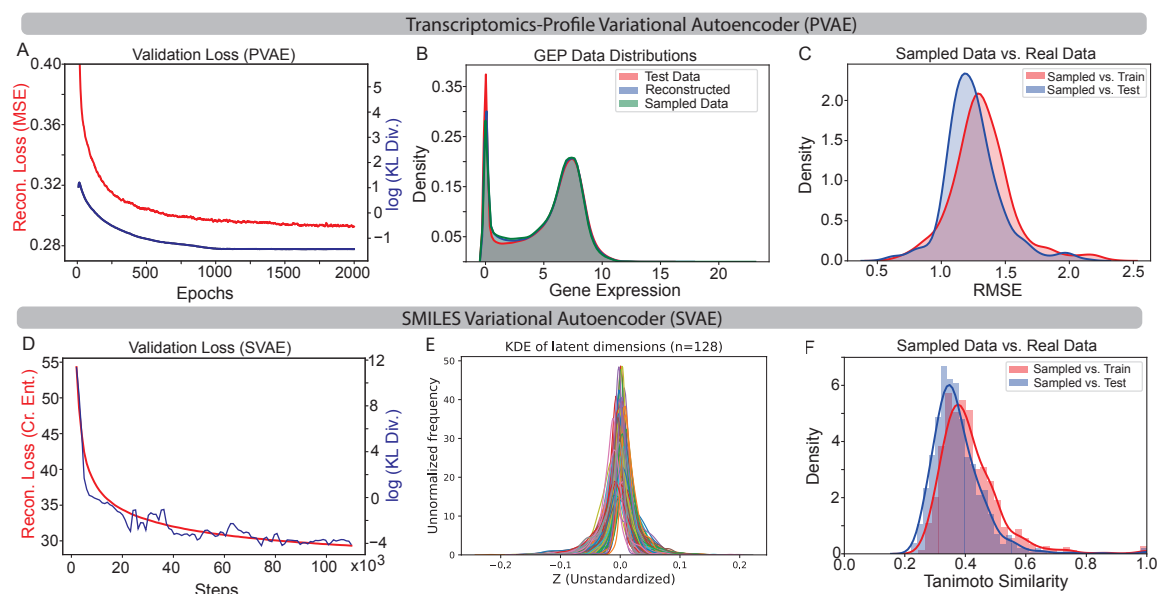 Transcriptomics-Profile Variational Autoencoder (PVAE)
A
Validation Loss (PVAE)
Recon. Loss (MSE)
0.40
0.36
0.32
0.28
log (KL Div.)
5
4
3
2
1
0
−1
0 500 1000 1500 2000
Epochs
B
GEP Data Distributions
Test Data
Reconstructed
Sampled Data
Density
0.35
0.25
0.15
0.05
0 5 10 15 20
Gene Expression
C
Sampled Data vs. Real Data
Sampled vs. Train
Sampled vs. Test
Density
2.0
1.5
1.0
0.5
0.0
0.5 1.0 1.5 2.0 2.5
RMSE
SMILES Variational Autoencoder (SVAE)
D
Validation Loss (SVAE)
Recon. Loss (Cr. Ent.)
55
50
45
40
35
30
log (KL Div.)
12
8
4
0
−4
0 20 40 60 80 100 x10³
Steps
E
KDE of latent dimensions (n=128)
Unnormalized frequency
50
40
30
20
10
0
−0.2 −0.1 0.0 0.1 0.2
Z (Unstandardized)
F
Sampled Data vs. Real Data
Sampled vs. Train
Sampled vs. Test
Density
6
4
2
0
0.0 0.2 0.4 0.6 0.8 1.0
Tanimoto Similarity